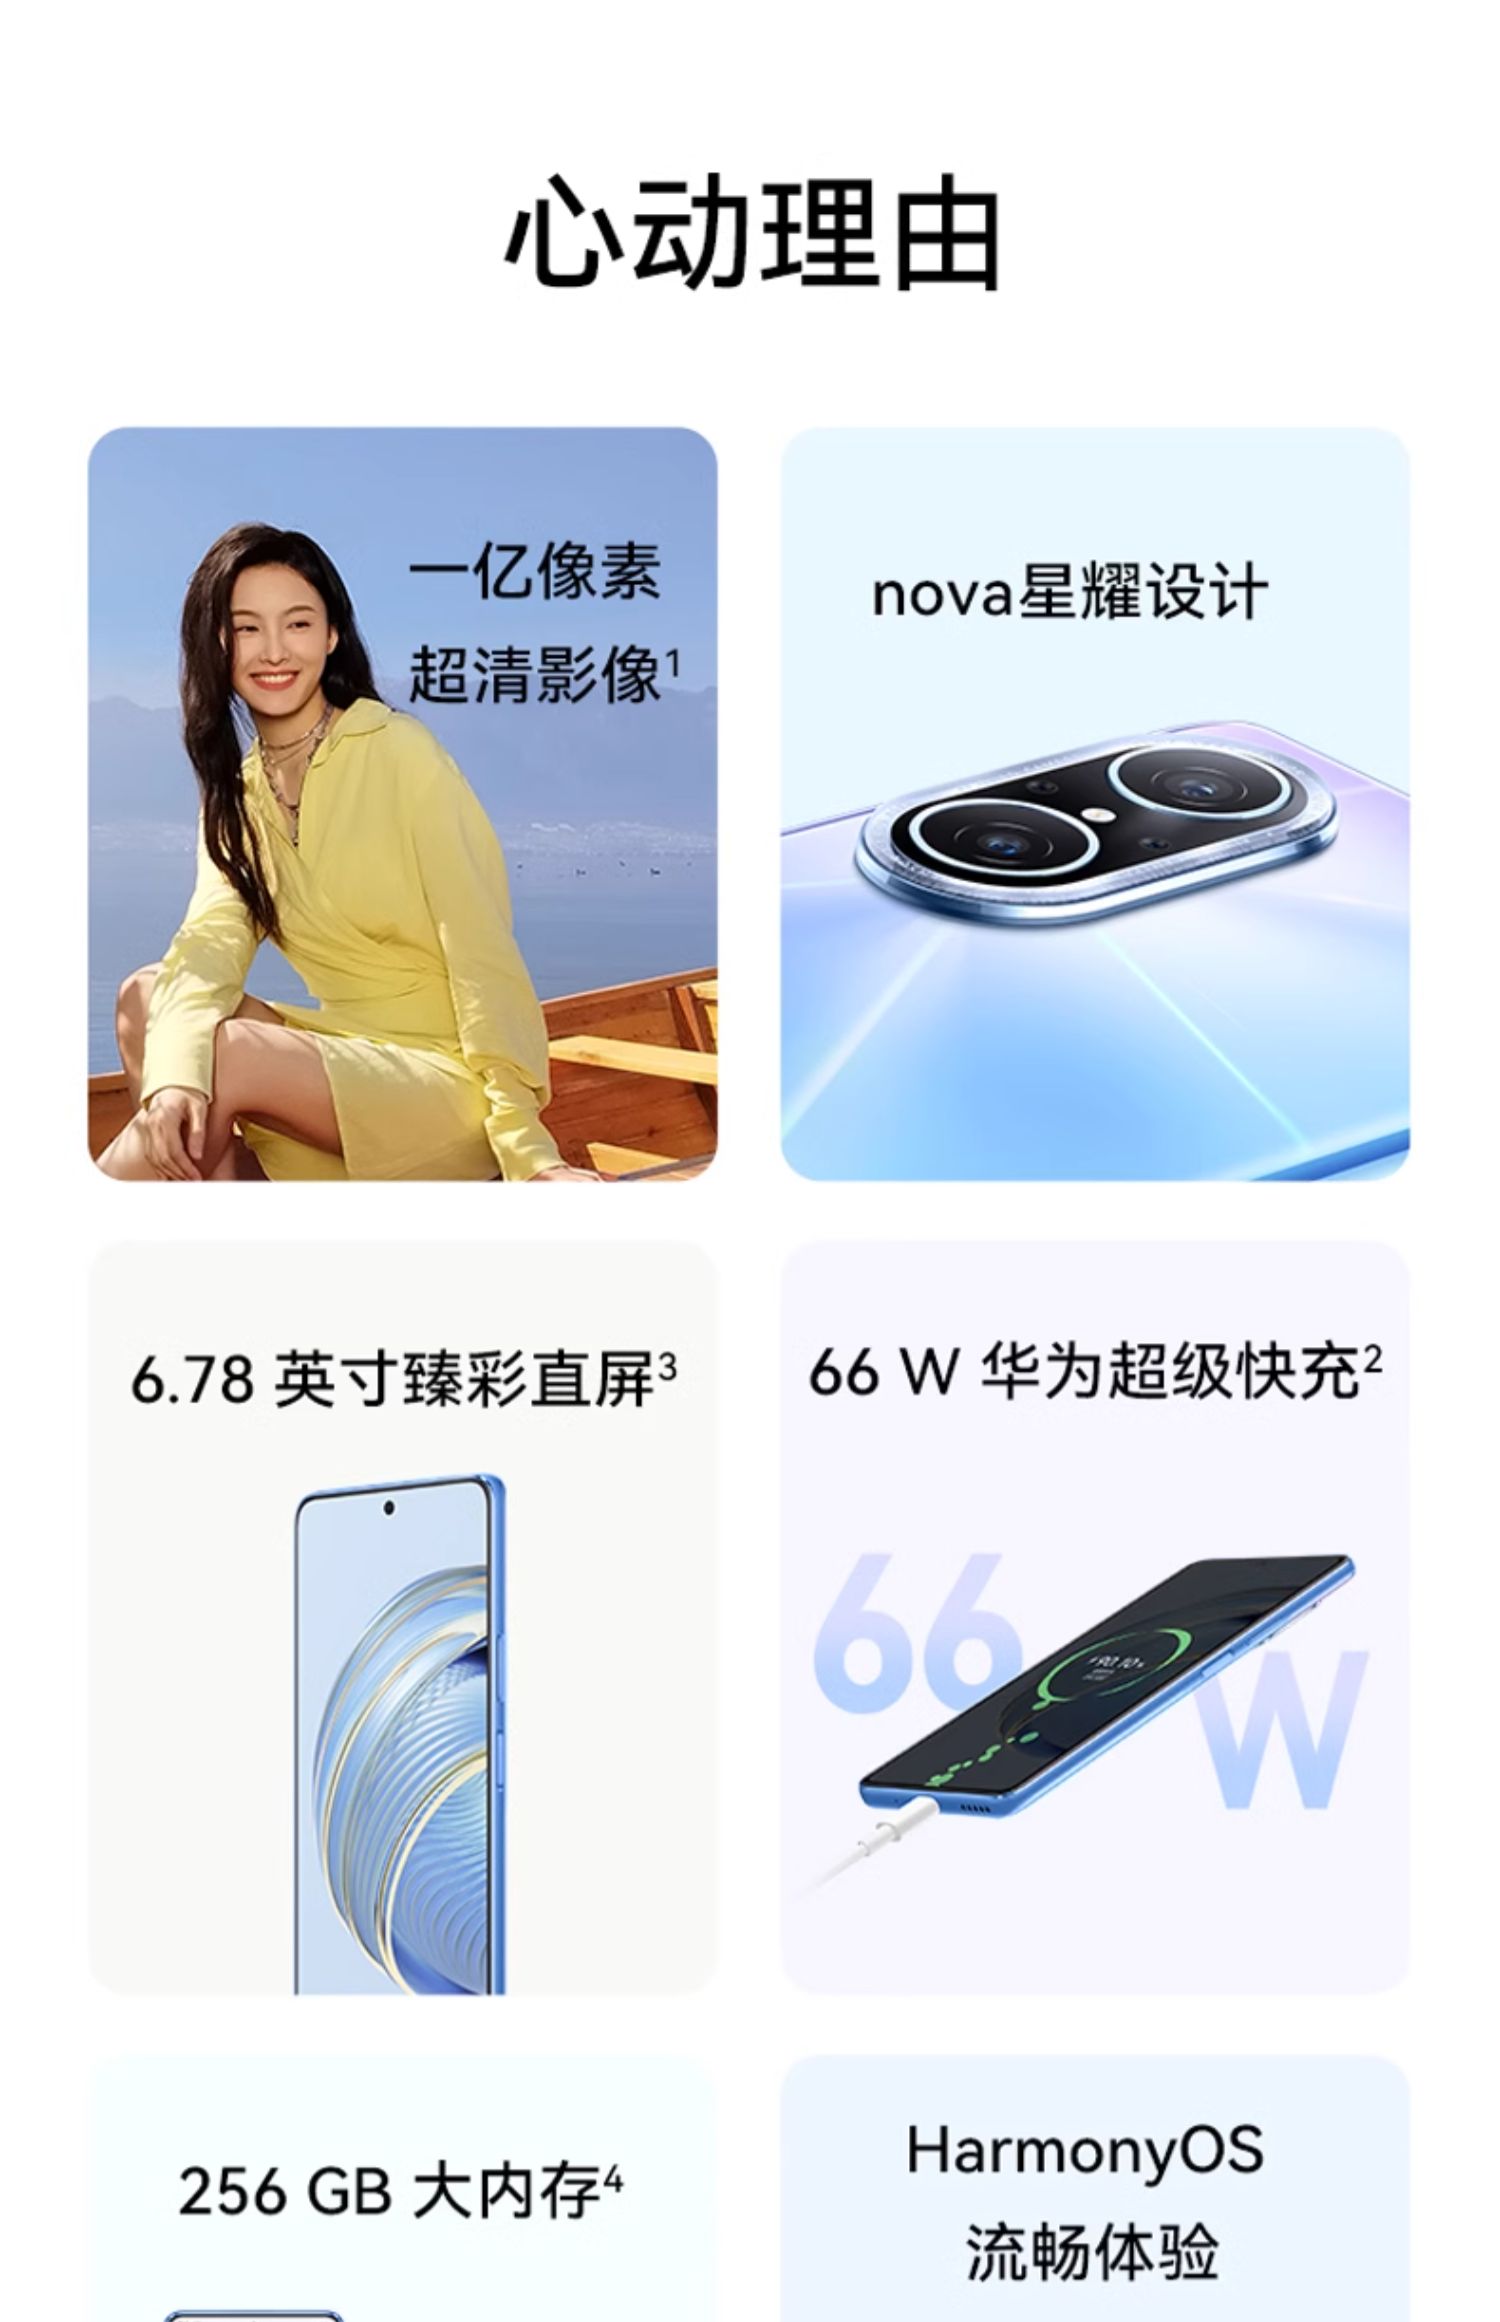 心动理由
一亿像素
超清影像¹
nova星耀设计
6.78 英寸臻彩直屏³
66 W 华为超级快充²
66
W
256 GB 大内存⁴
HarmonyOS
流畅体验